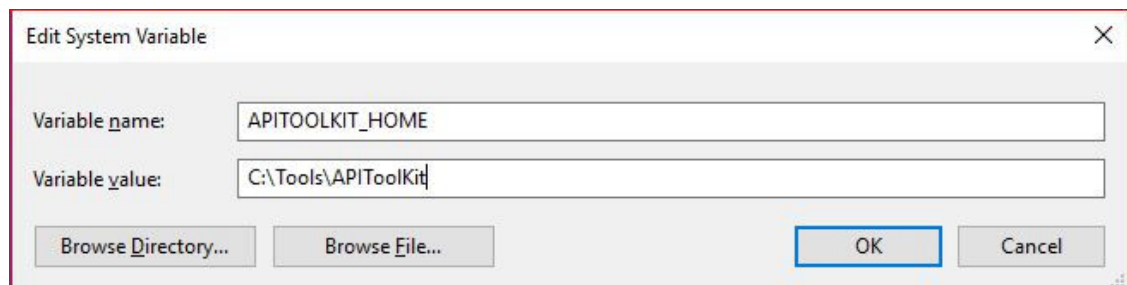 Edit System Variable
Variable name: APITOOLKIT_HOME
Variable value: C:\Tools\APIToolKit
Browse Directory... Browse File... OK Cancel